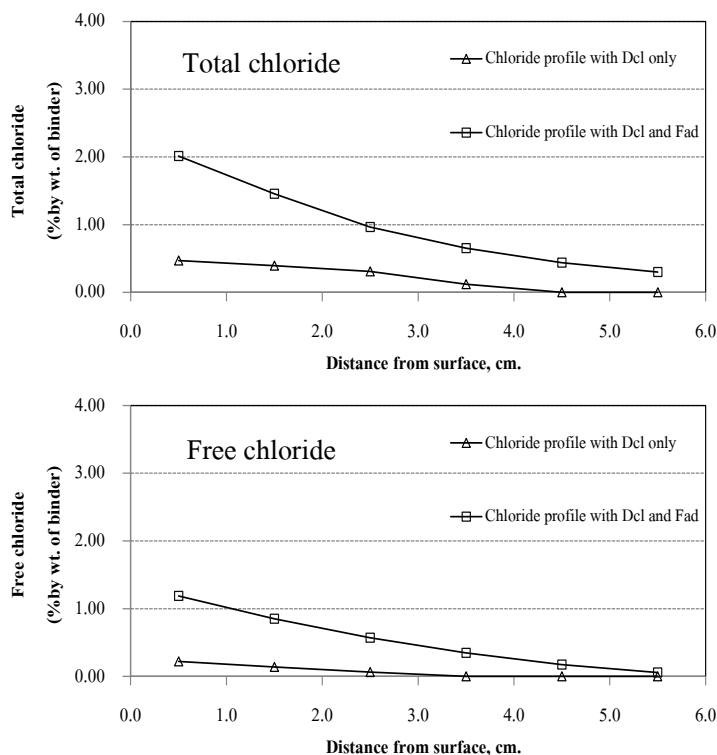 4.00
Total chloride
Chloride profile with Dcl only
3.00
Chloride profile with Dcl and Fad
2.00
1.00
0.00
Total chloride
(%by wt. of binder)
0.0 1.0 2.0 3.0 4.0 5.0 6.0
Distance from surface, cm.
4.00
Free chloride
Chloride profile with Dcl only
3.00
Chloride profile with Dcl and Fad
2.00
1.00
0.00
Free chloride
(%by wt. of binder)
0.0 1.0 2.0 3.0 4.0 5.0 6.0
Distance from surface, cm.